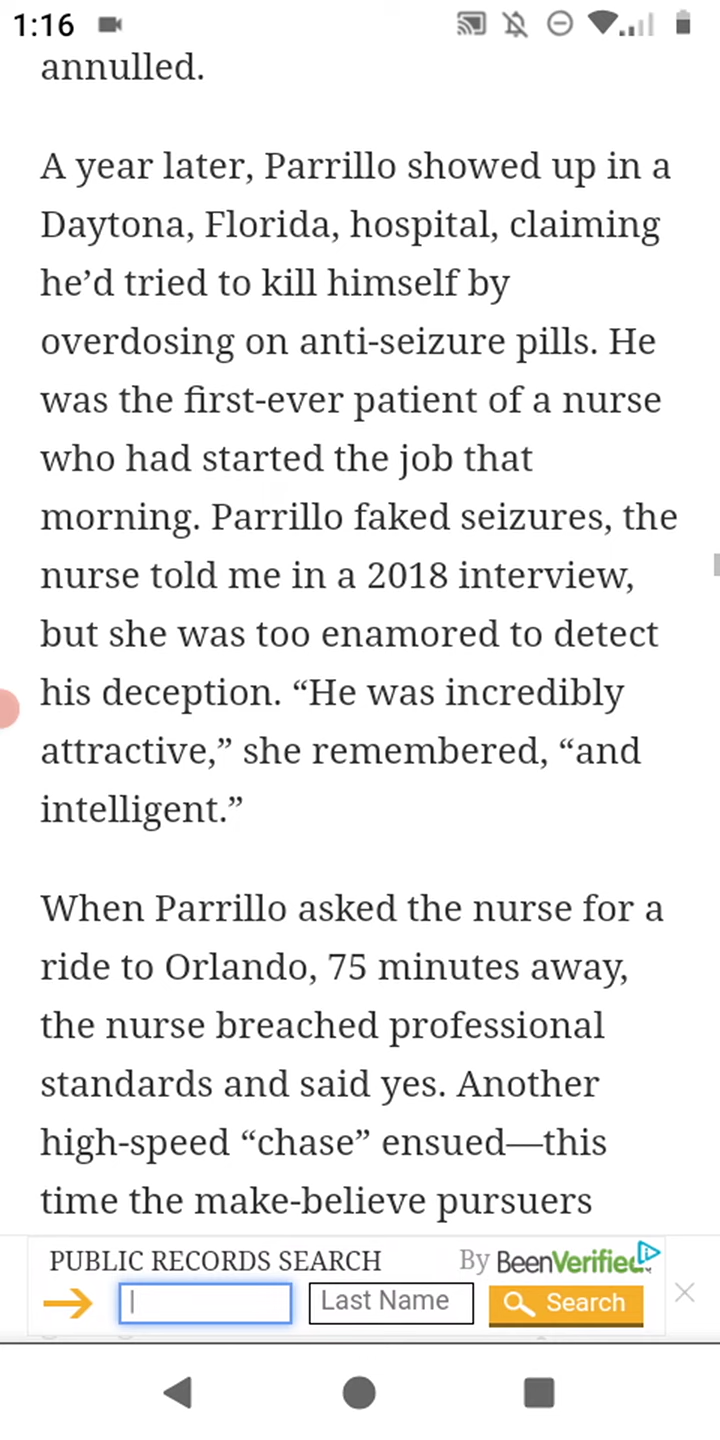 1:16
annulled.
A year later, Parrillo showed up in a
Daytona, Florida, hospital, claiming
he’d tried to kill himself by
overdosing on anti-seizure pills. He
was the first-ever patient of a nurse
who had started the job that
morning. Parrillo faked seizures, the
nurse told me in a 2018 interview,
but she was too enamored to detect
his deception. “He was incredibly
attractive,” she remembered, “and
intelligent.”
When Parrillo asked the nurse for a
ride to Orlando, 75 minutes away,
the nurse breached professional
standards and said yes. Another
high-speed “chase” ensued—this
time the make-believe pursuers
PUBLIC RECORDS SEARCH By BeenVerified
Last Name Search